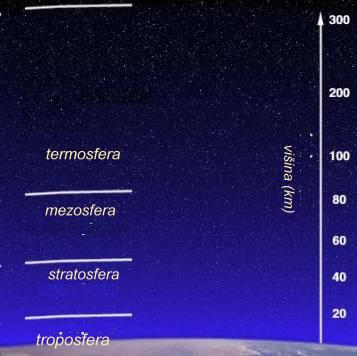 300
200
termosfera
100
višina (km)
80
mezosfera
60
stratosfera
40
20
troposfera